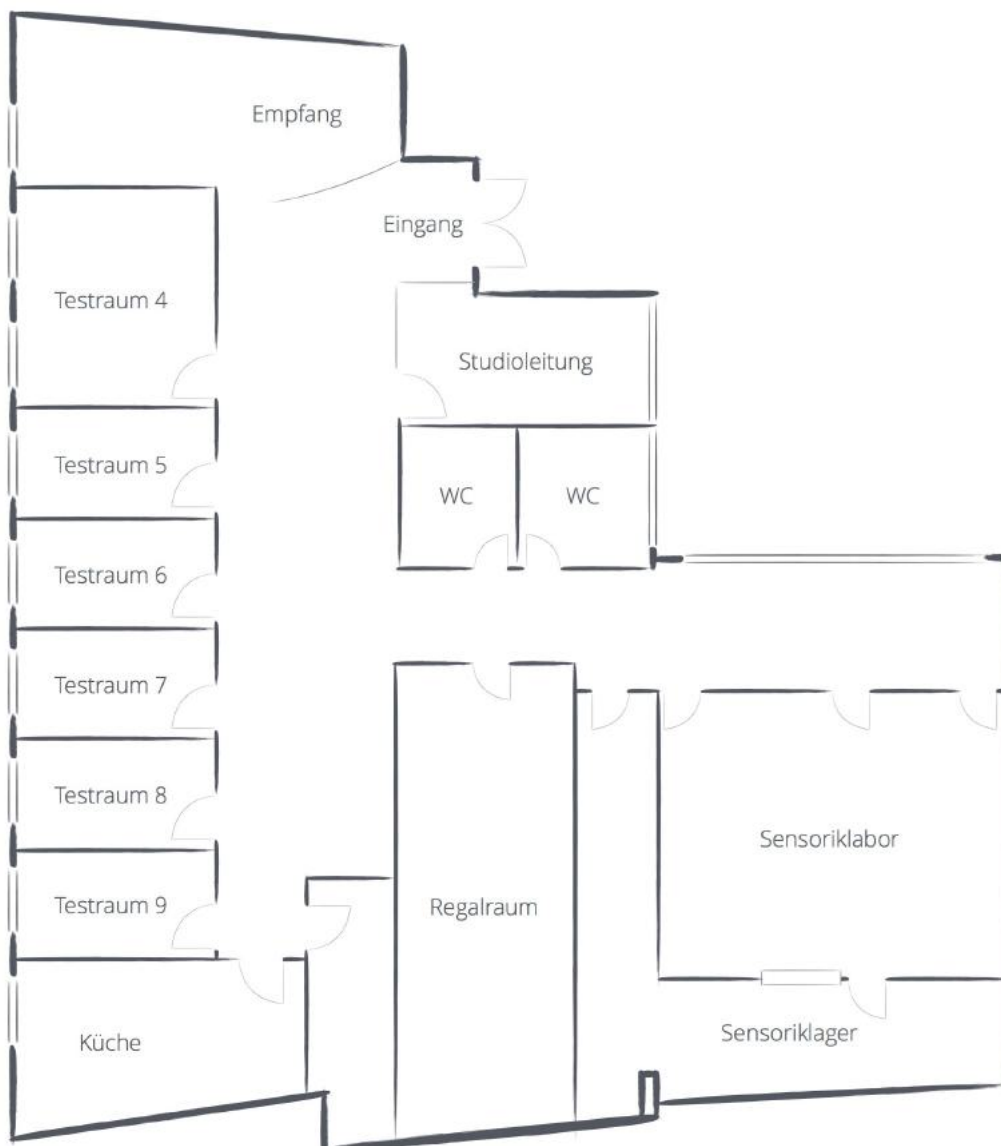 Empfang
Eingang
Testraum 4
Studioleitung
Testraum 5
WC
WC
Testraum 6
Testraum 7
Testraum 8
Sensoriklabor
Testraum 9
Regalraum
Küche
Sensoriklager